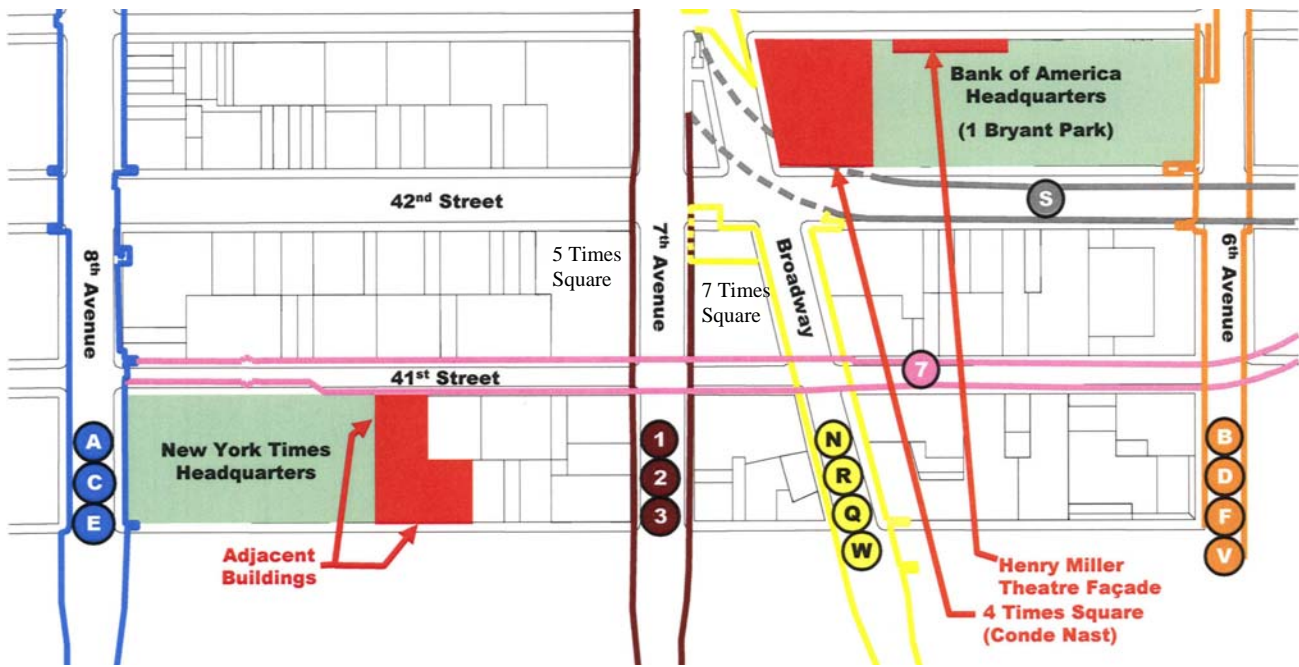 Bank of America
Headquarters
(1 Bryant Park)
42nd Street
S
8th Avenue
5 Times
Square
7th Avenue
7 Times
Square
Broadway
6th Avenue
7
41st Street
New York Times
Headquarters
A
C
E
1
2
3
N
R
Q
W
B
D
F
V
Adjacent
Buildings
Henry Miller
Theatre Façade
4 Times Square
(Conde Nast)